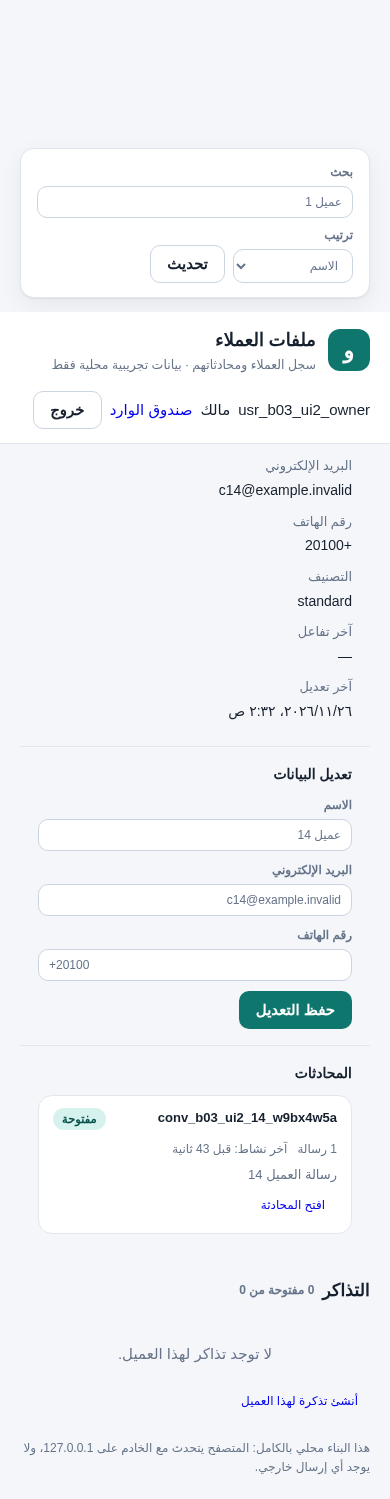 بحث
عميل 1
ترتيب
الاسم
تحديث
و
ملفات العملاء
سجل العملاء ومحادثاتهم · بيانات تجريبية محلية فقط
usr_b03_ui2_owner مالك صندوق الوارد خروج
البريد الإلكتروني
c14@example.invalid
رقم الهاتف
20100+
التصنيف
standard
آخر تفاعل
—
آخر تعديل
٢٠٢٦/١١/٢٦، ٢:٣٢ ص
تعديل البيانات
الاسم
عميل 14
البريد الإلكتروني
c14@example.invalid
رقم الهاتف
+20100
حفظ التعديل
المحادثات
conv_b03_ui2_14_w9bx4w5a مفتوحة
1 رسالة آخر نشاط: قبل 43 ثانية
رسالة العميل 14
افتح المحادثة
التذاكر 0 مفتوحة من 0
لا توجد تذاكر لهذا العميل.
أنشئ تذكرة لهذا العميل
هذا البناء محلي بالكامل: المتصفح يتحدث مع الخادم على 127.0.0.1، ولا
يوجد أي إرسال خارجي.